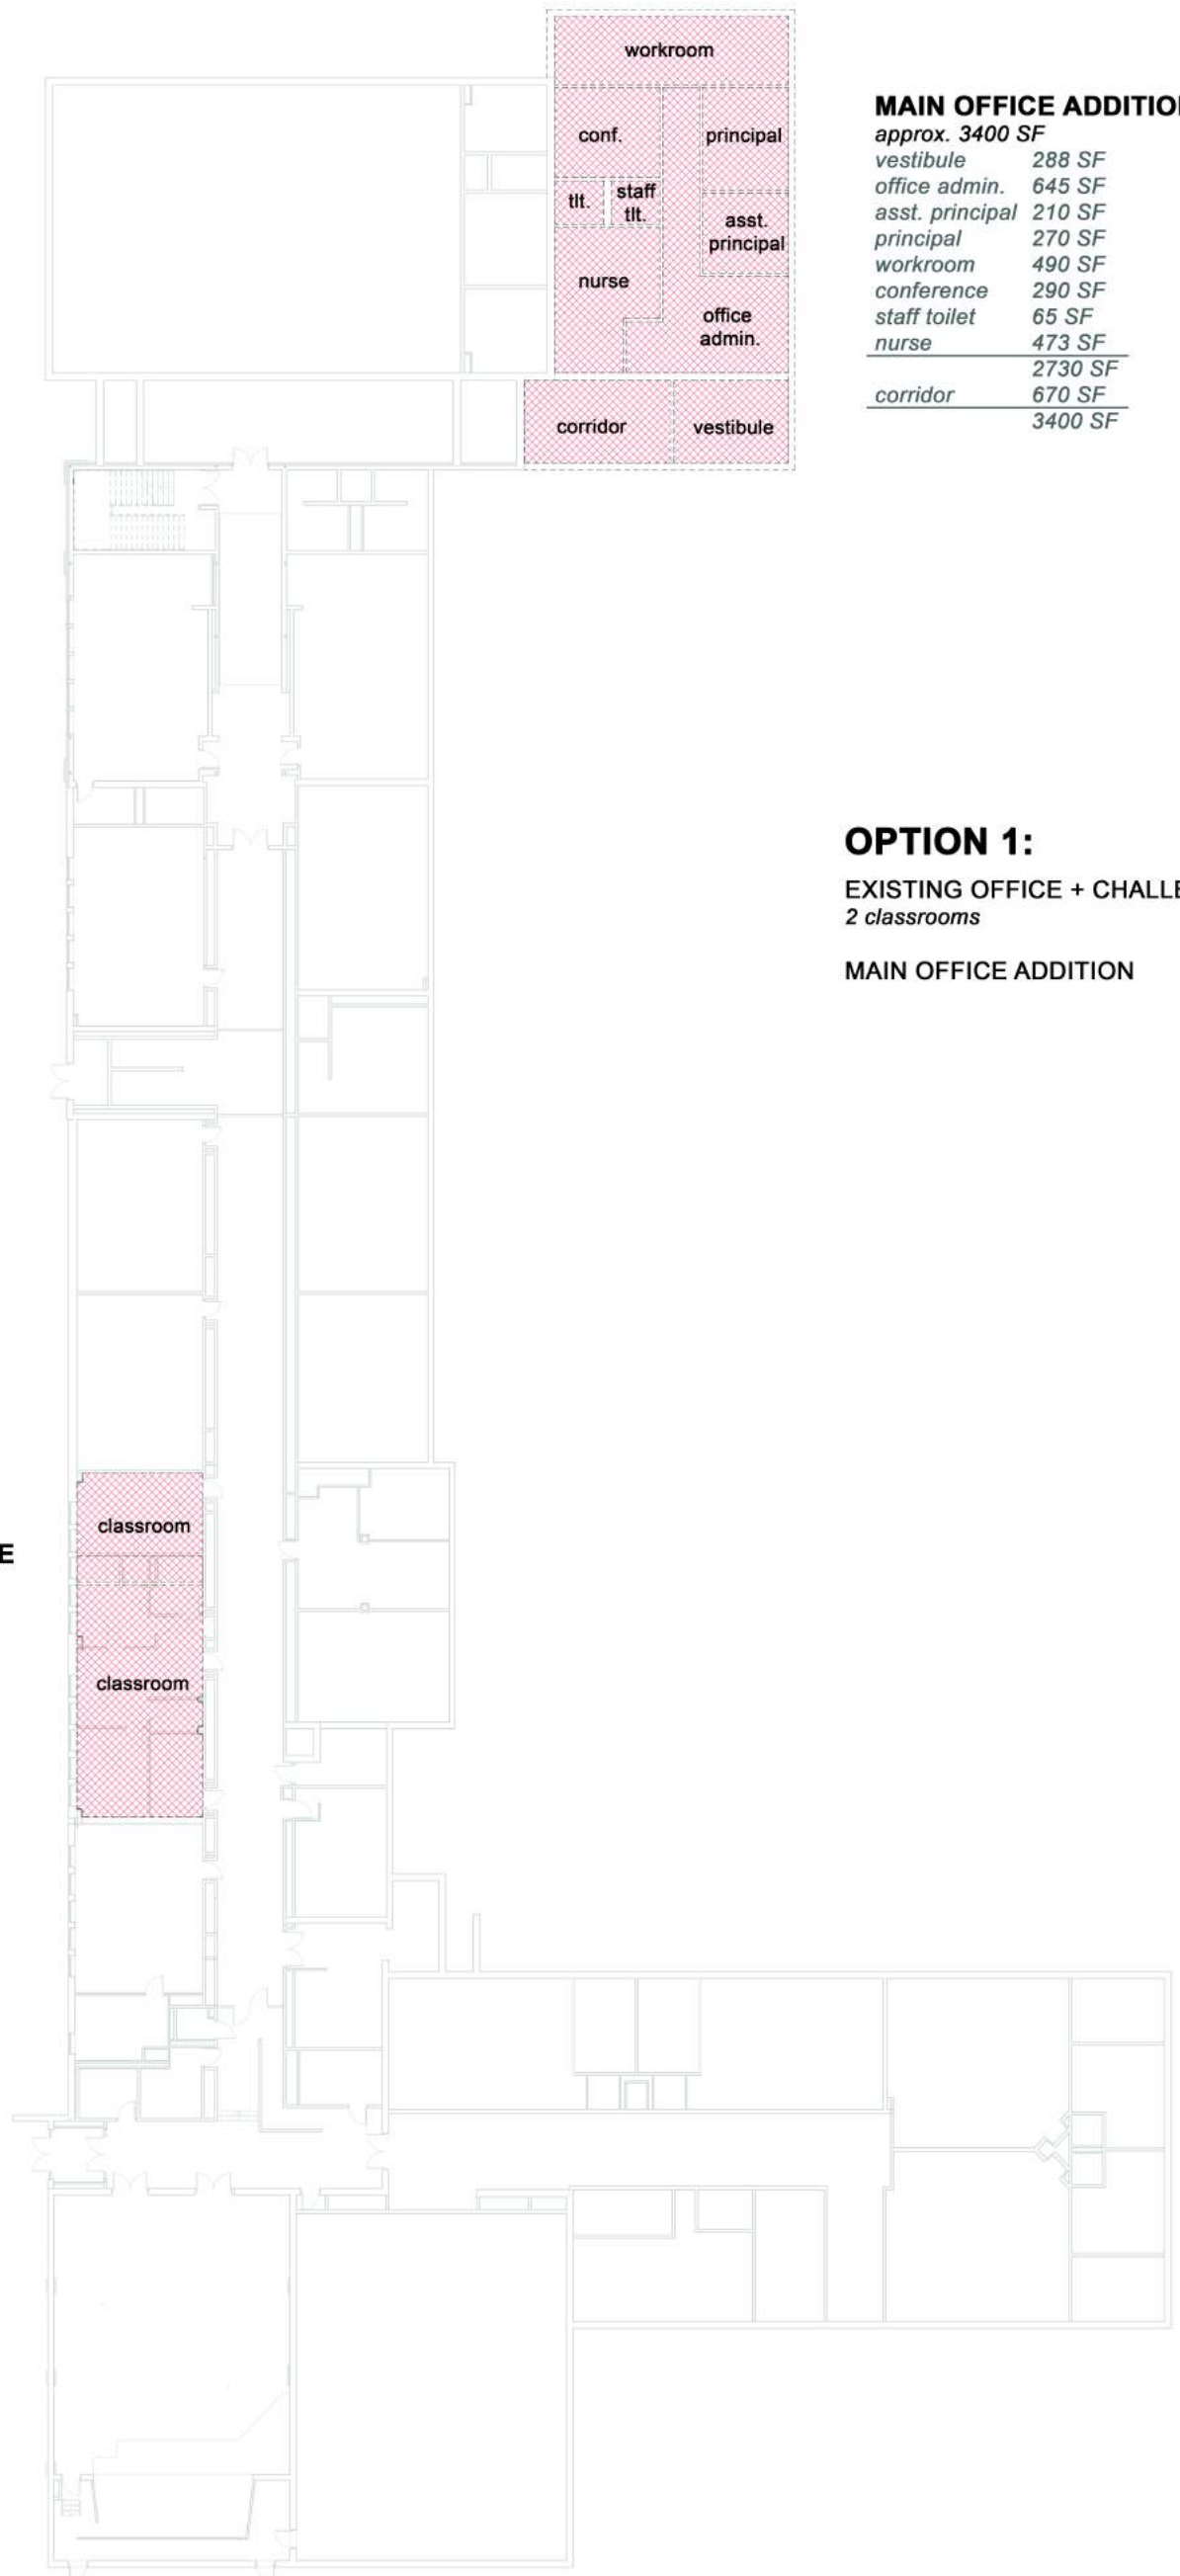 workroom
conf.
principal
tlt.
staff
tlt.
asst.
principal
nurse
office
admin.
corridor
vestibule
MAIN OFFICE ADDITION
approx. 3400 SF
vestibule 288 SF
office admin. 645 SF
asst. principal 210 SF
principal 270 SF
workroom 490 SF
conference 290 SF
staff toilet 65 SF
nurse 473 SF
2730 SF
corridor 670 SF
3400 SF
OPTION 1:
EXISTING OFFICE + CHALLE
2 classrooms
MAIN OFFICE ADDITION
classroom
E
classroom